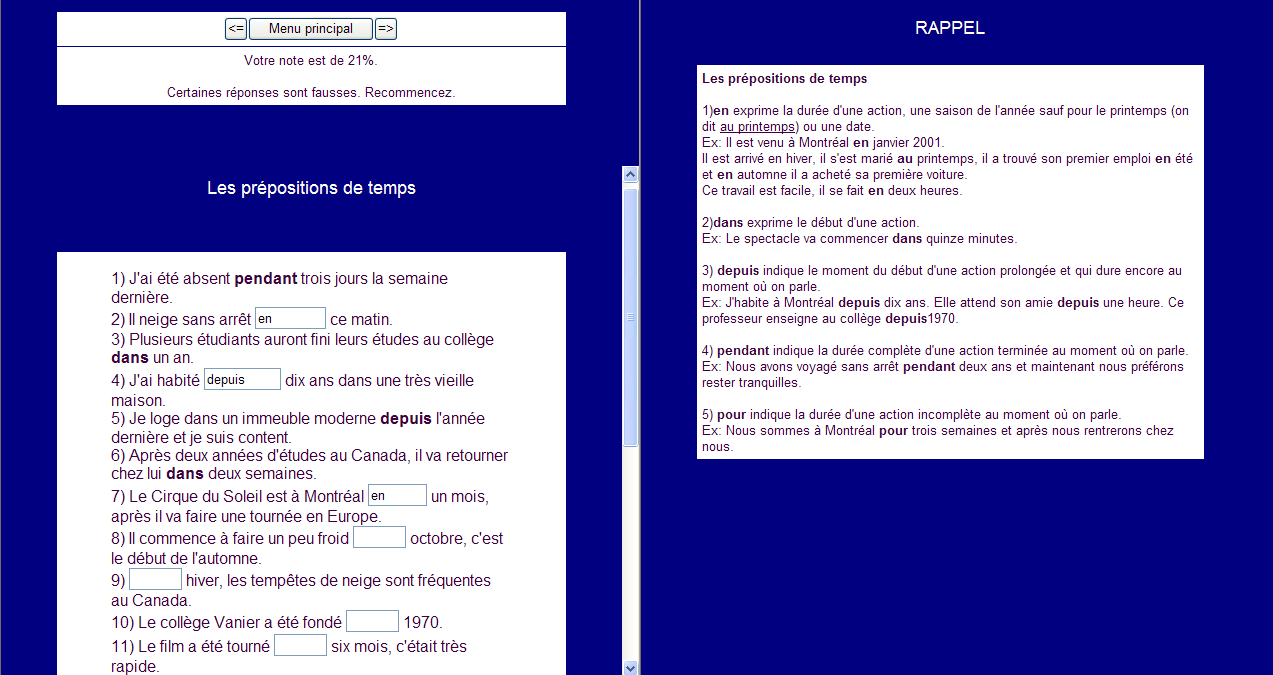 <= Menu principal =>
Votre note est de 21%.
Certaines réponses sont fausses. Recommencez.
Les prépositions de temps
1) J'ai été absent pendant trois jours la semaine
dernière.
2) Il neige sans arrêt en ce matin.
3) Plusieurs étudiants auront fini leurs études au collège
dans un an.
4) J'ai habité depuis dix ans dans une très vieille
maison.
5) Je loge dans un immeuble moderne depuis l'année
dernière et je suis content.
6) Après deux années d'études au Canada, il va retourner
chez lui dans deux semaines.
7) Le Cirque du Soleil est à Montréal en un mois,
après il va faire une tournée en Europe.
8) Il commence à faire un peu froid octobre, c'est
le début de l'automne.
9) hiver, les tempêtes de neige sont fréquentes
au Canada.
10) Le collège Vanier a été fondé 1970.
11) Le film a été tourné six mois, c'était très
rapide.
RAPPEL
Les prépositions de temps
1)en exprime la durée d'une action, une saison de l'année sauf pour le printemps (on
dit au printemps) ou une date.
Ex: Il est venu à Montréal en janvier 2001.
Il est arrivé en hiver, il s'est marié au printemps, il a trouvé son premier emploi en été
et en automne il a acheté sa première voiture.
Ce travail est facile, il se fait en deux heures.
2)dans exprime le début d'une action.
Ex: Le spectacle va commencer dans quinze minutes.
3) depuis indique le moment du début d'une action prolongée et qui dure encore au
moment où on parle.
Ex: J'habite à Montréal depuis dix ans. Elle attend son amie depuis une heure. Ce
professeur enseigne au collège depuis1970.
4) pendant indique la durée complète d'une action terminée au moment où on parle.
Ex: Nous avons voyagé sans arrêt pendant deux ans et maintenant nous préférons
rester tranquilles.
5) pour indique la durée d'une action incomplète au moment où on parle.
Ex: Nous sommes à Montréal pour trois semaines et après nous rentrerons chez
nous.